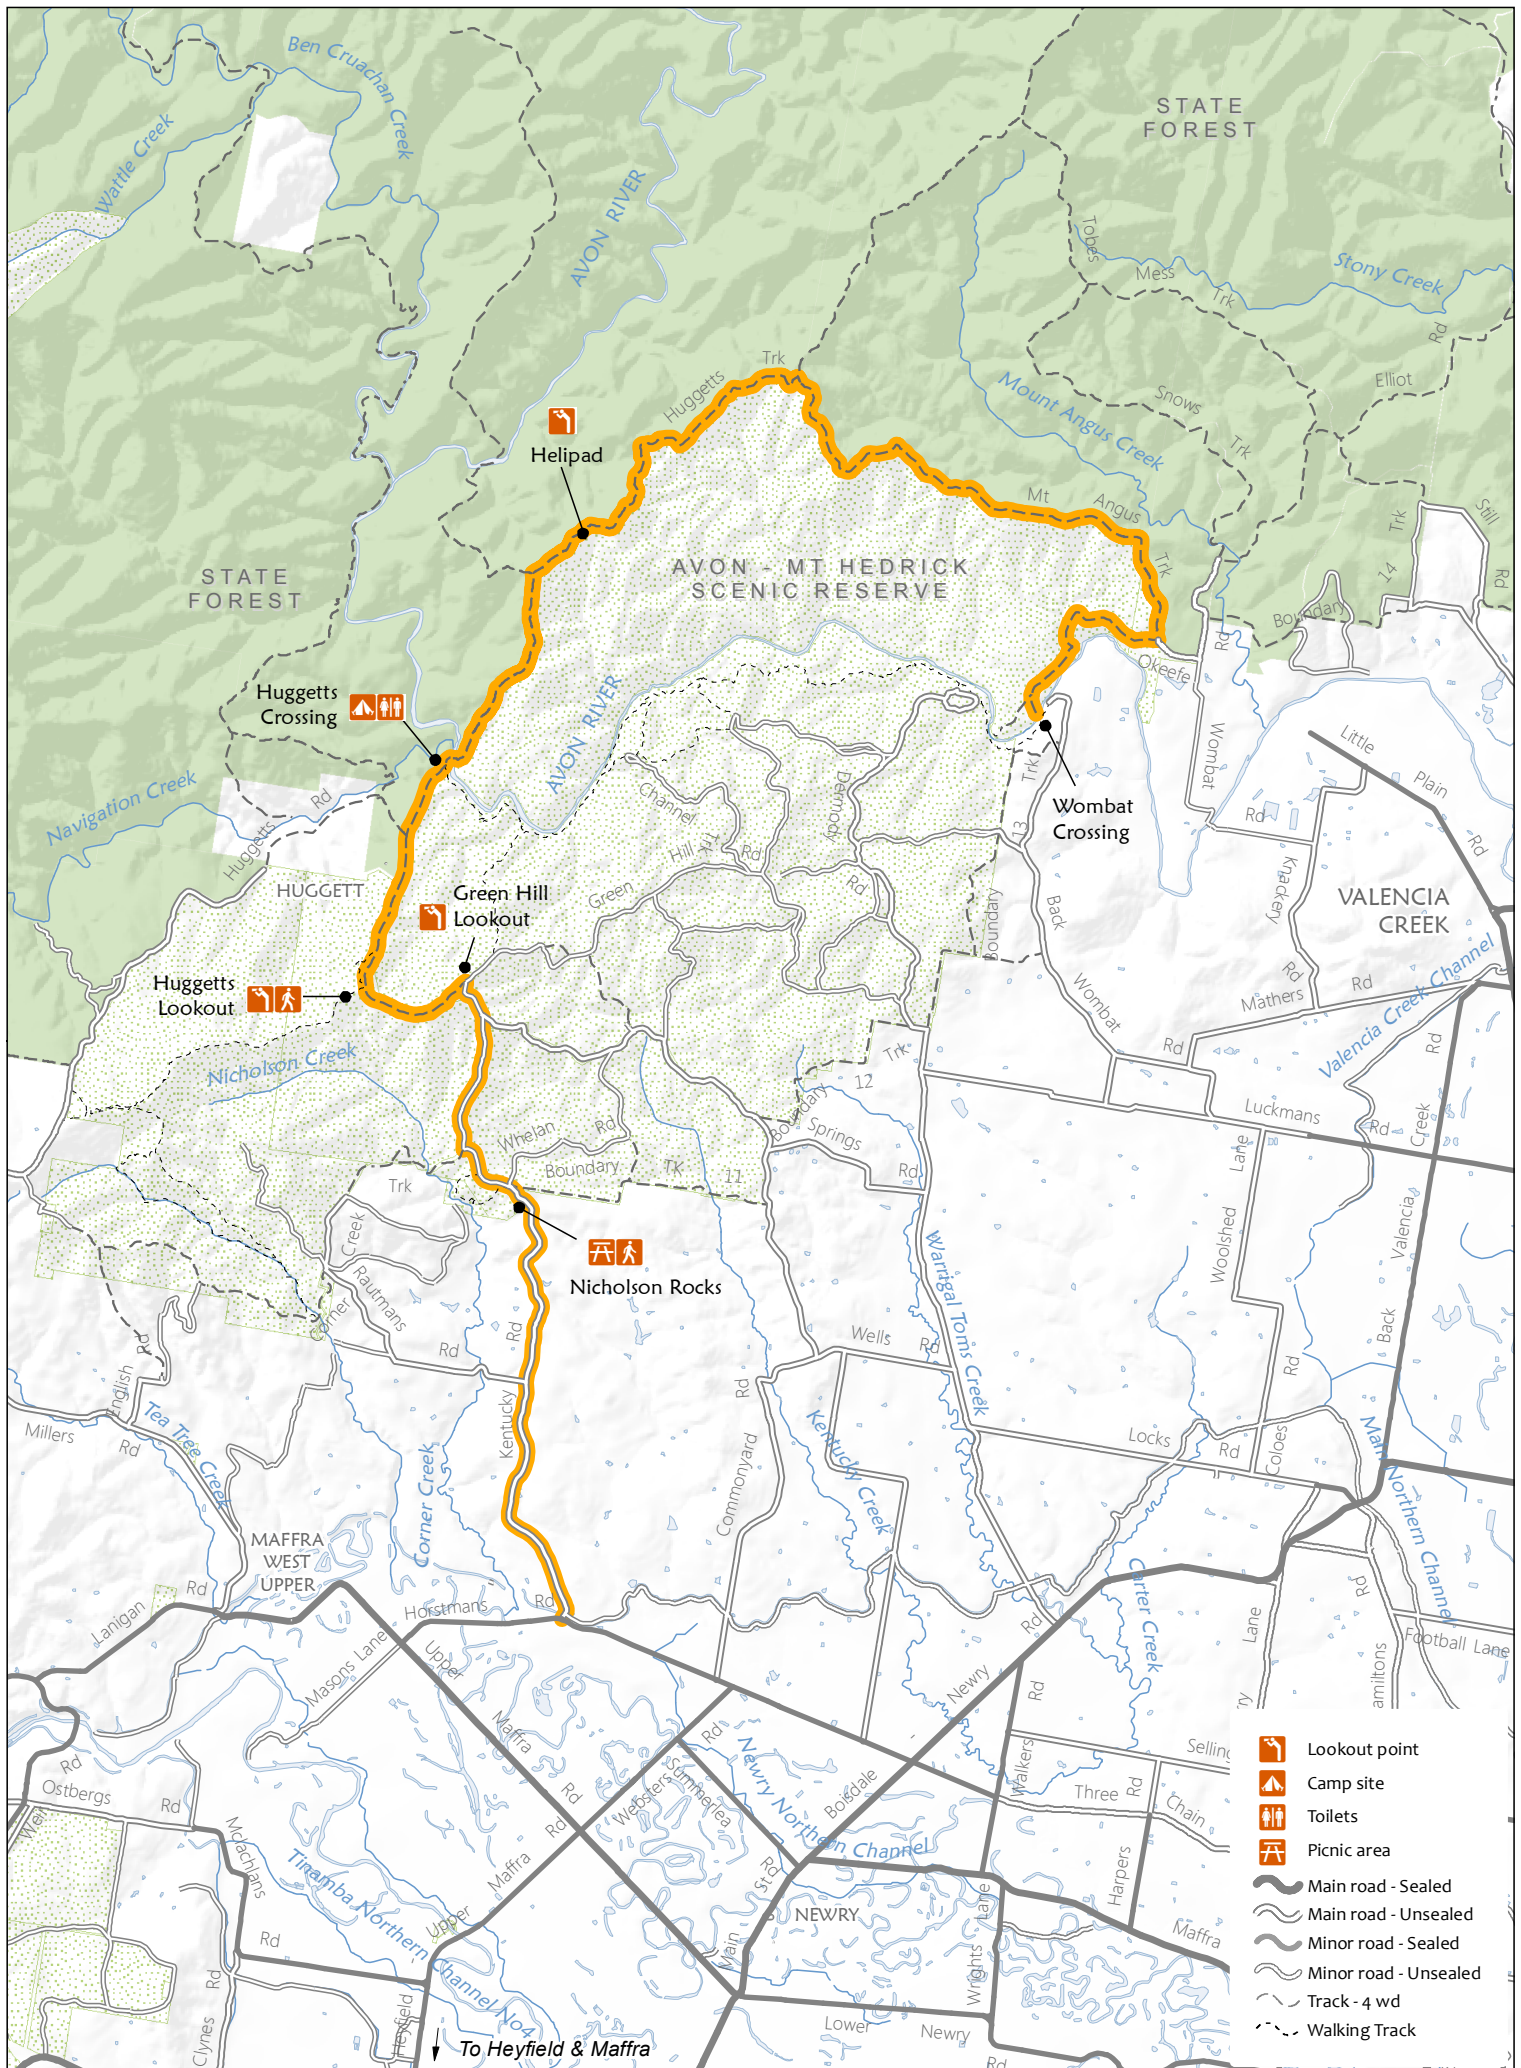 Ben Cruachan Creek
STATE
FOREST
Wattle Creek
AVON RIVER
Tobes
Mess
Trk
Stony Creek
Rd
Elliot
Huggetts
Trk
Mount Angus Creek
Snows
Trk
Helipad
Mt
Angus
Trk
Trk
Still
Rd
STATE
FOREST
AVON - MT HEDRICK
SCENIC RESERVE
14
Boundary
Rd
Okeefe
Huggetts
Crossing
AVON RIVER
Wombat
Little
Plain
Rd
Navigation Creek
Rd
Huggetts
Channel
Trk
Dermody
Trk
13
Wombat
Crossing
Rd
Hill
Rd
Rd
Green
HUGGETT
Green Hill
Lookout
Boundary
Back
Knackery
Rd
VALENCIA
CREEK
Huggetts
Lookout
Wombat
Rd
Mathers
Rd
Valencia Creek Channel
Nicholson Creek
Trk
12
Boundary
Rd
Luckmans
Rd
Rd
Creek
Whelan
Rd
Springs
Rd
Lane
Boundary
TK
11
Trk
Creek
Valencia
Woolshed
Warrigal Toms Creek
Nicholson Rocks
Rautmans
Corner
Rd
Rd
Wells
Rd
Back
Rd
English
Rd
Kentucky
Rd
Millers
Rd
Tea Tree Creek
Corner Creek
Commonyard
Kentucky Creek
Locks
Rd
Coloes
Main Northern Channel
MAFFRA
WEST
UPPER
Carter Creek
Rd
Rd
Lanigan
Horstmans
Rd
Rd
Lane
Football Lane
Masons Lane
Upper
Newry
Rd
Maffra
Rd
Newry Northern Channel
Walkers
Rd
Ostbergs
Rd
Rd
Websters
Summerlea
Boisdale
Three
Rd
Chain
Weir
Mclachlans
Rd
Maffra
Rd
Harpers
Tinamba Northern Channel No4
Upper
St
NEWRY
Lane
Maffra
Rd
Main
Wrights
Rd
Clynes
Heyfield
To Heyfield & Maffra
Lower
Newry
Rd
Lookout point
Camp site
Toilets
Picnic area
Main road - Sealed
Main road - Unsealed
Minor road - Sealed
Minor road - Unsealed
Track - 4 wd
Walking Track